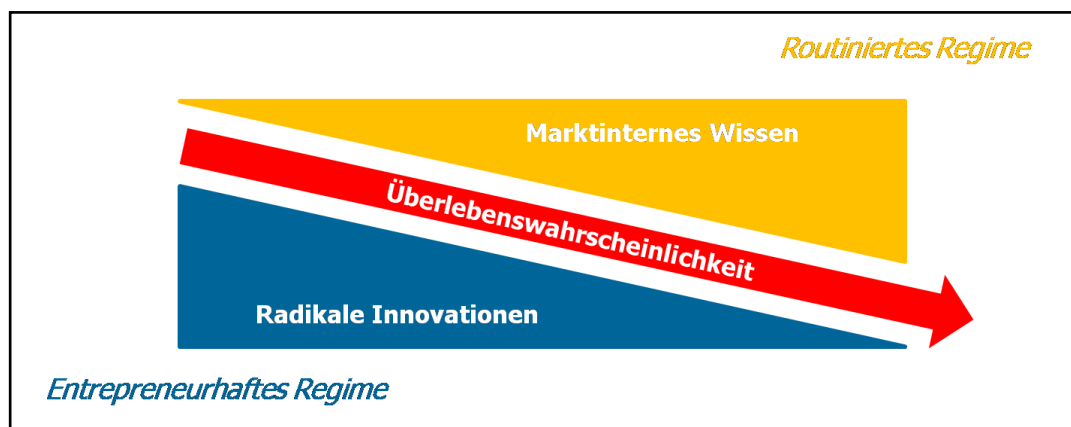 Routiniertes Regime
Marktinternes Wissen
Überlebenswahrscheinlichkeit
Radikale Innovationen
Entrepreneurhaftes Regime